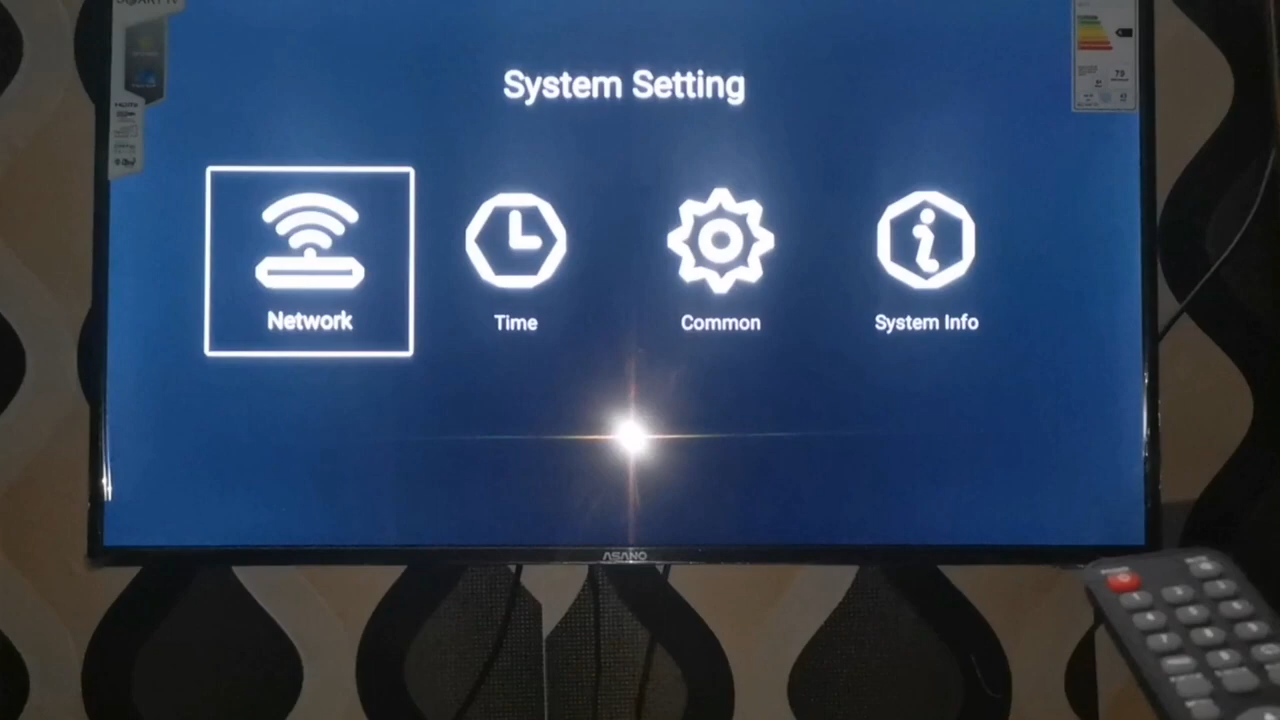 System Setting
Network
Time
Common
System Info
ASANO